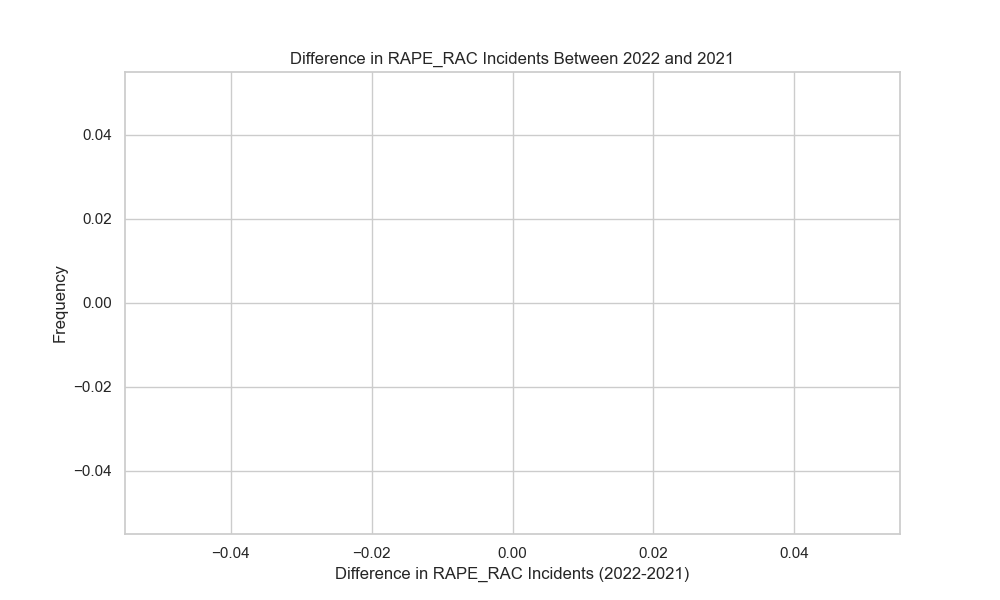 Difference in RAPE_RAC Incidents Between 2022 and 2021
0.04
0.02
0.00
−0.02
−0.04
Frequency
−0.04 −0.02 0.00 0.02 0.04
Difference in RAPE_RAC Incidents (2022-2021)